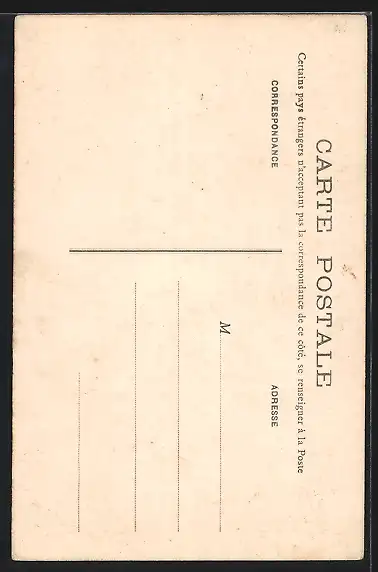 CARTE POSTALE
Certains pays étrangers n'acceptant pas la correspondance de ce côté, se renseigner à la Poste
CORRESPONDANCE
ADRESSE
M